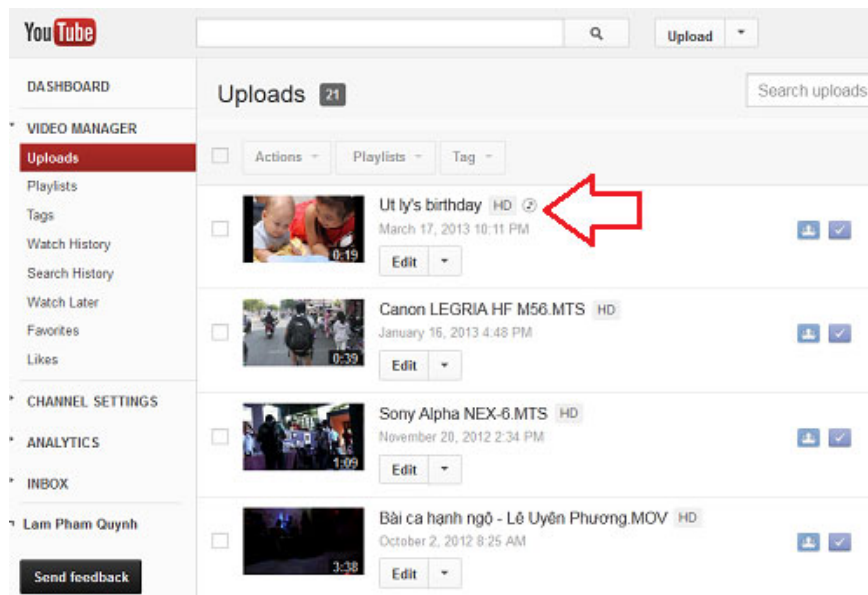 YouTube
Upload
DASHBOARD
VIDEO MANAGER
Uploads
Playlists
Tags
Watch History
Search History
Watch Later
Favorites
Likes
CHANNEL SETTINGS
ANALYTICS
INBOX
Lam Pham Quynh
Send feedback
Uploads 21
Search uploads
Actions Playlists Tag
Ut ly's birthday HD
March 17, 2013 10:11 PM
0:19
Edit
Canon LEGRIA HF M56.MTS HD
January 16, 2013 4:48 PM
0:39
Edit
Sony Alpha NEX-6.MTS HD
November 20, 2012 2:34 PM
1:09
Edit
Bài ca hạnh ngộ - Lê Uyên Phương.MOV HD
October 2, 2012 8:25 AM
3:38
Edit